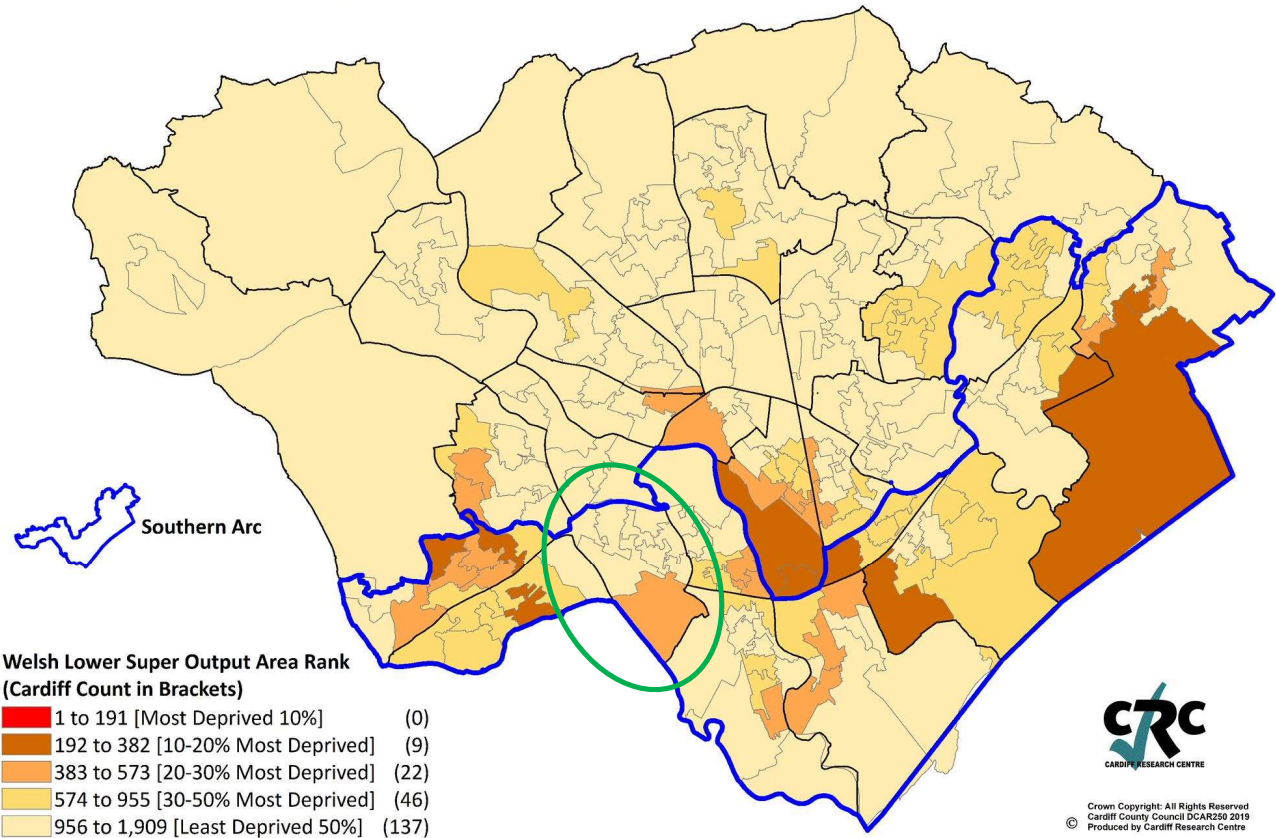 Southern Arc
Welsh Lower Super Output Area Rank
(Cardiff Count in Brackets)
1 to 191 [Most Deprived 10%] (0)
192 to 382 [10-20% Most Deprived] (9)
383 to 573 [20-30% Most Deprived] (22)
574 to 955 [30-50% Most Deprived] (46)
956 to 1,909 [Least Deprived 50%] (137)
CRC
CARDIFF RESEARCH CENTRE
Crown Copyright: All Rights Reserved
Cardiff County Council DCAR250 2019
© Produced by Cardiff Research Centre